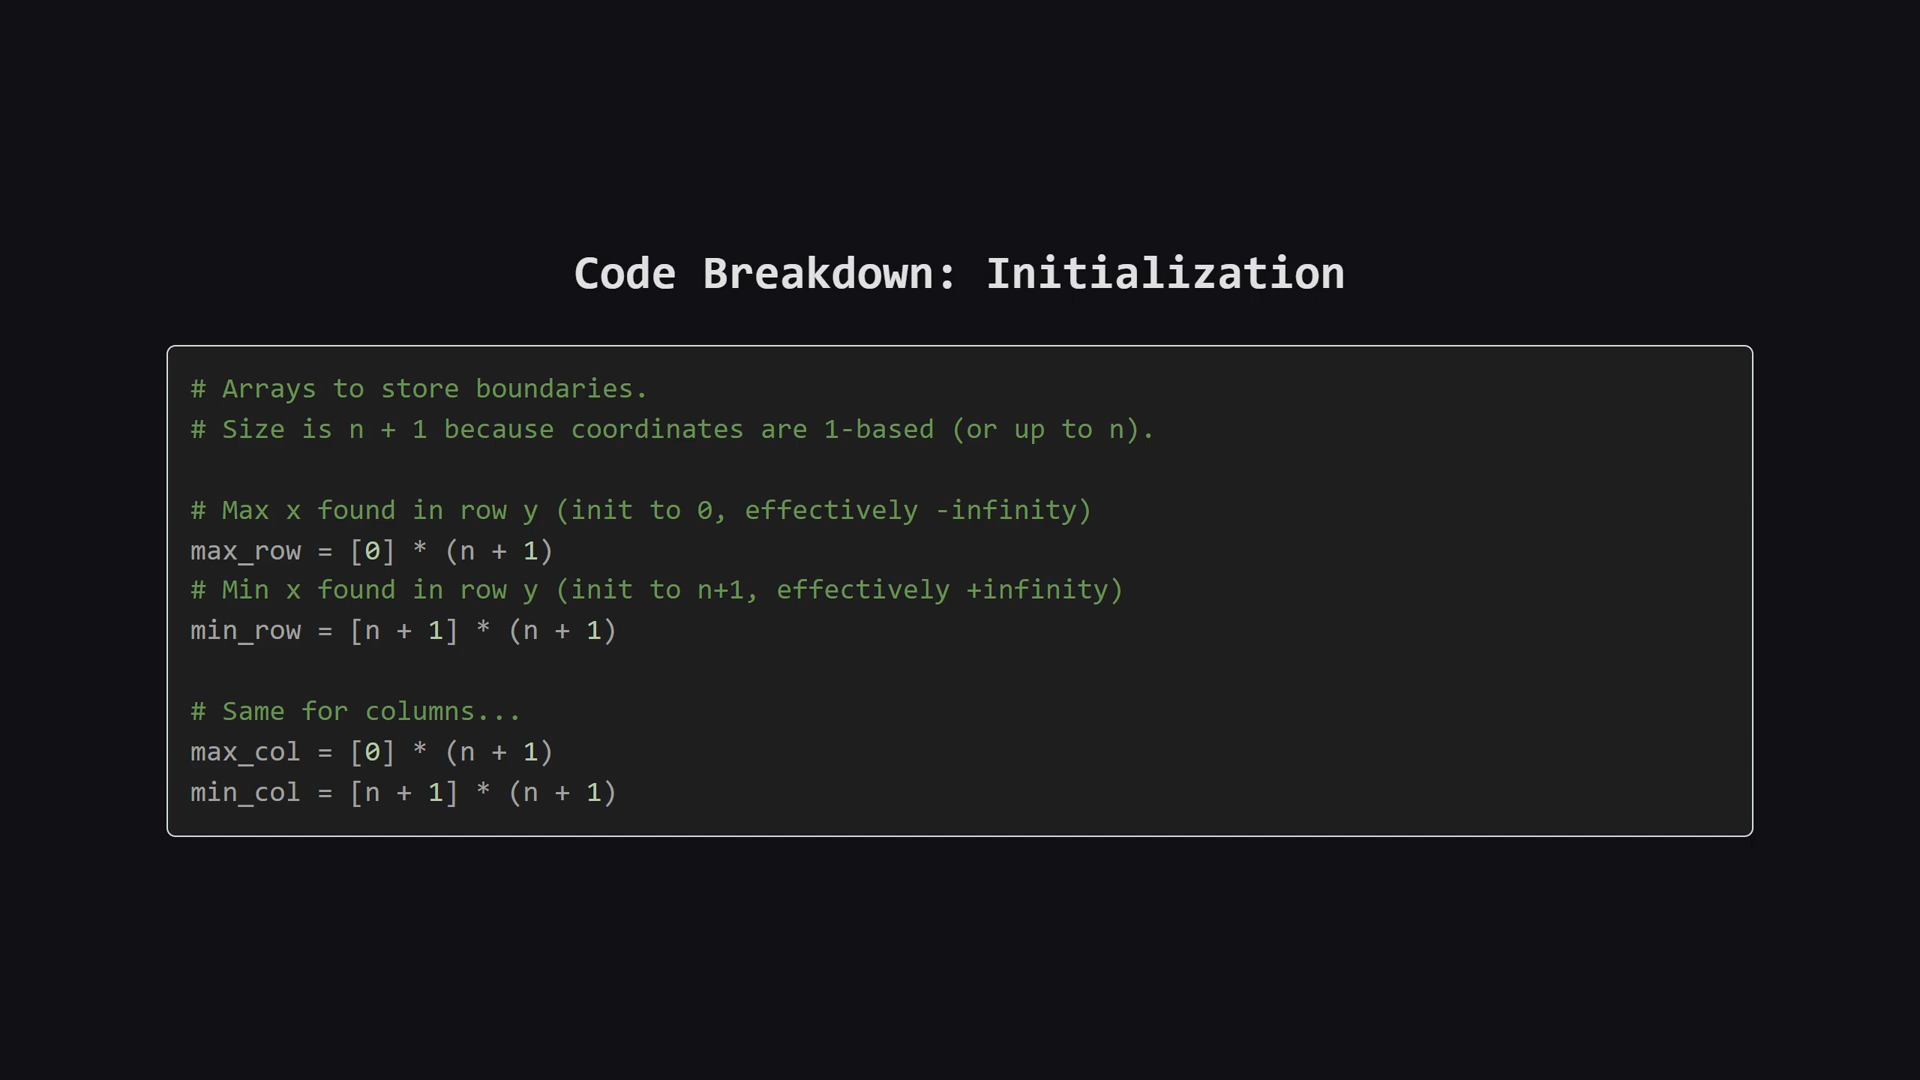 Code Breakdown: Initialization
# Arrays to store boundaries.
# Size is n + 1 because coordinates are 1-based (or up to n).
# Max x found in row y (init to 0, effectively -infinity)
max_row = [0] * (n + 1)
# Min x found in row y (init to n+1, effectively +infinity)
min_row = [n + 1] * (n + 1)
# Same for columns...
max_col = [0] * (n + 1)
min_col = [n + 1] * (n + 1)